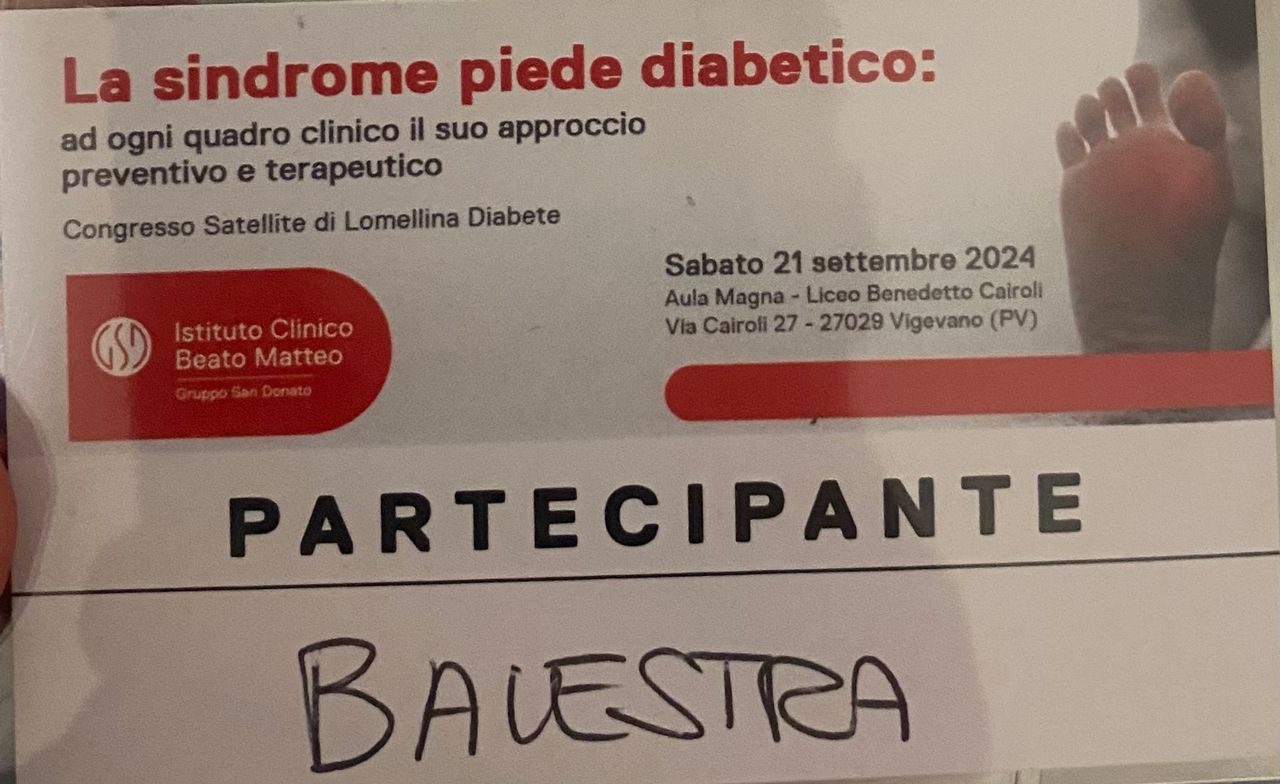 La sindrome piede diabetico:
ad ogni quadro clinico il suo approccio
preventivo e terapeutico
Congresso Satellite di Lomellina Diabete
Sabato 21 settembre 2024
Aula Magna - Liceo Benedetto Cairoli
Via Cairoli 27 - 27029 Vigevano (PV)
GSD
Istituto Clinico
Beato Matteo
Gruppo San Donato
PARTECIPANTE
BALESTRA